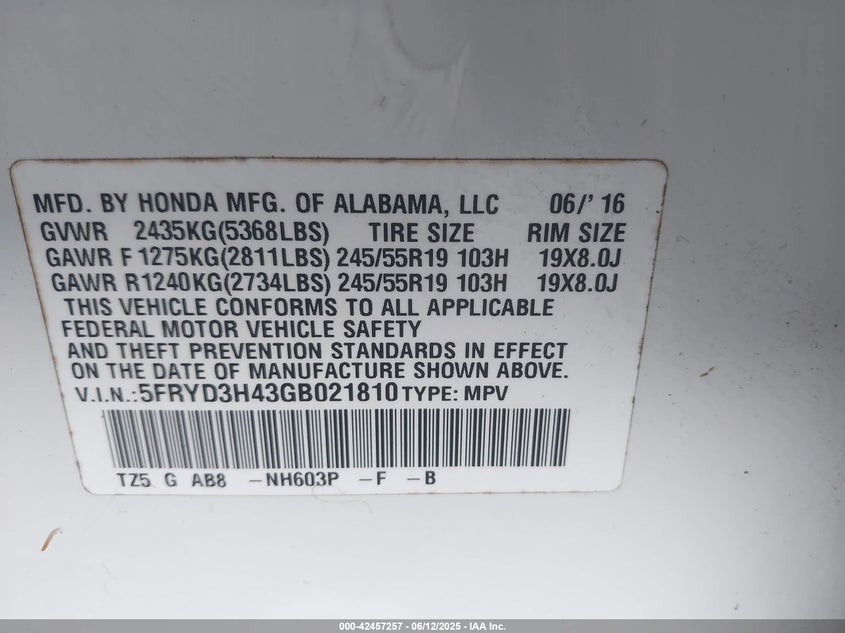 MFD. BY HONDA MFG. OF ALABAMA, LLC 06/' 16
GVWR 2435KG(5368LBS) TIRE SIZE RIM SIZE
GAWR F 1275KG(2811LBS) 245/55R19 103H 19X8.0J
GAWR R1240KG(2734LBS) 245/55R19 103H 19X8.0J
THIS VEHICLE CONFORMS TO ALL APPLICABLE
FEDERAL MOTOR VEHICLE SAFETY
AND THEFT PREVENTION STANDARDS IN EFFECT
ON THE DATE OF MANUFACTURE SHOWN ABOVE.
V.I.N.:5FRYD3H43GB021810 TYPE: MPV
TZ5 G AB8 -NH603P -F -B
000-42457257 - 06/12/2025 - IAA Inc.